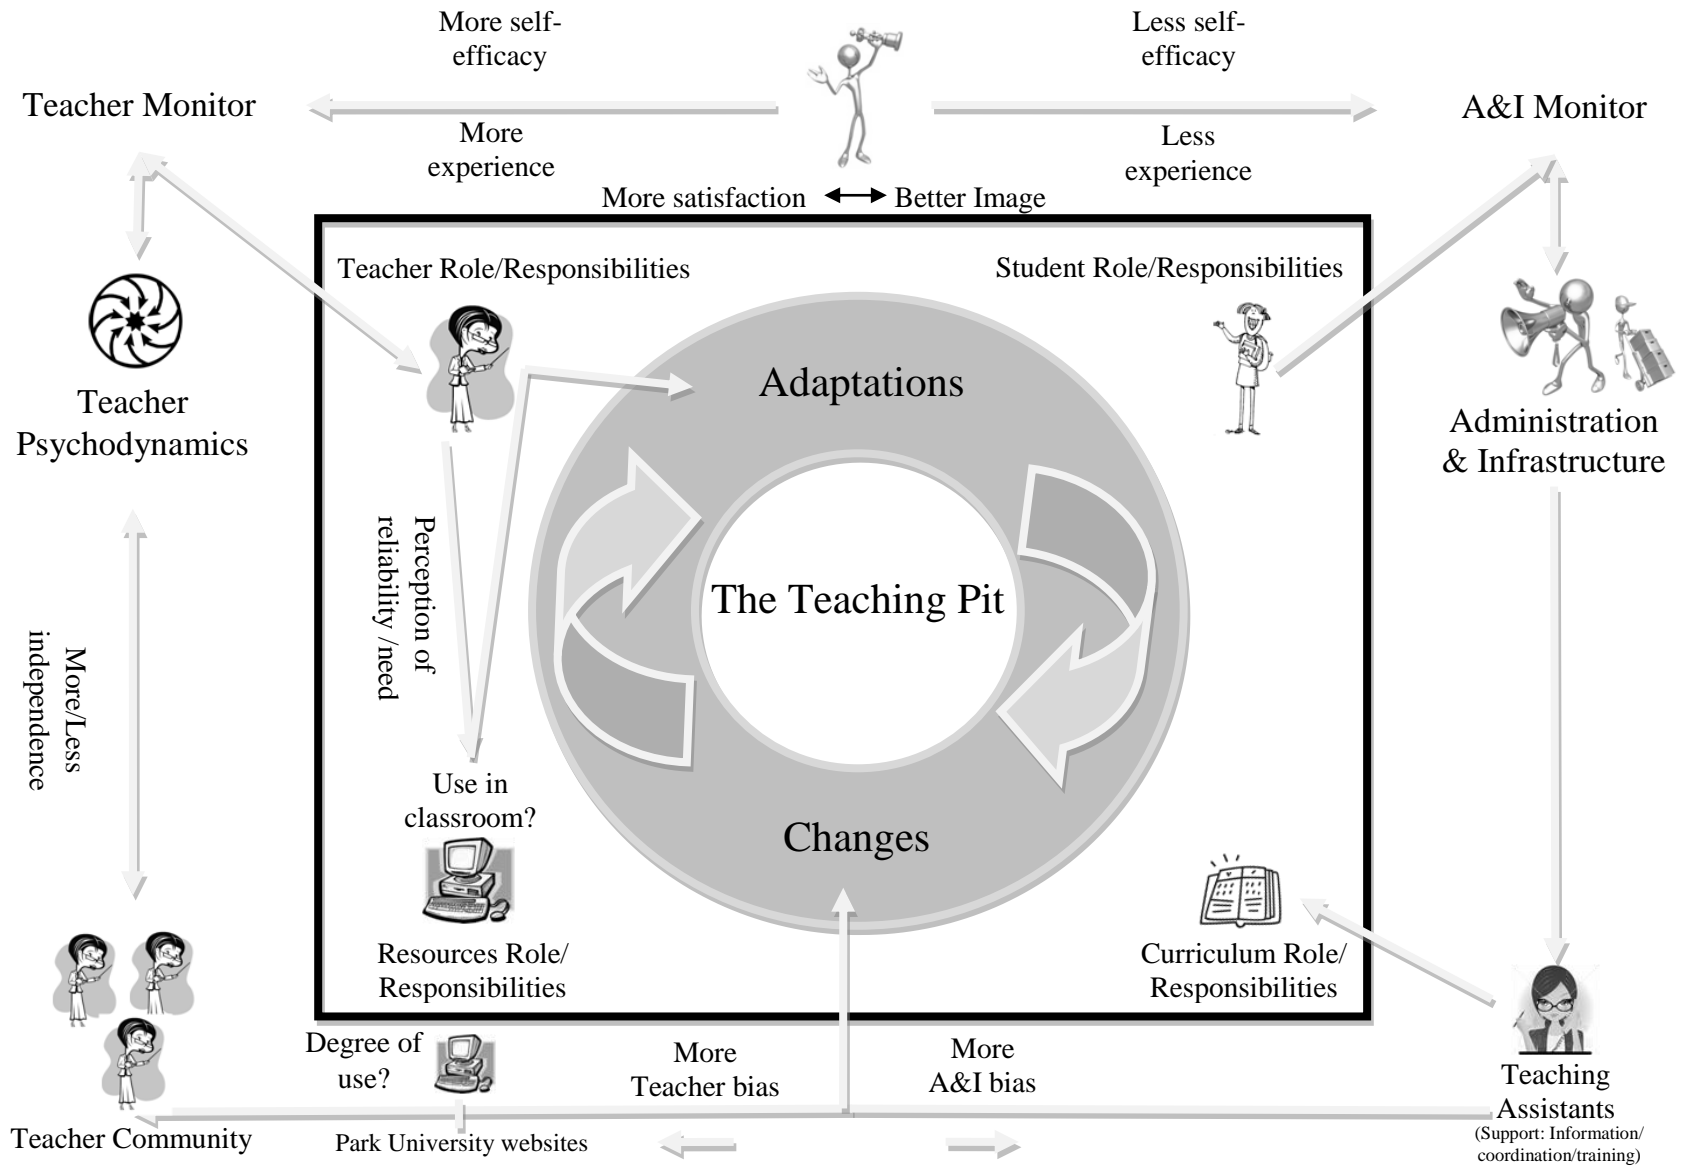 More self-
efficacy
Less self-
efficacy
Teacher Monitor
A&I Monitor
More
experience
Less
experience
More satisfaction
Better Image
Teacher Role/Responsibilities
Student Role/Responsibilities
Adaptations
Teacher
Psychodynamics
Administration
& Infrastructure
Perception of
reliability /need
The Teaching Pit
More/Less
independence
Use in
classroom?
Changes
Resources Role/
Responsibilities
Curriculum Role/
Responsibilities
Degree of
use?
More
Teacher bias
More
A&I bias
Teaching
Assistants
(Support: Information/
coordination/training)
Teacher Community
Park University websites